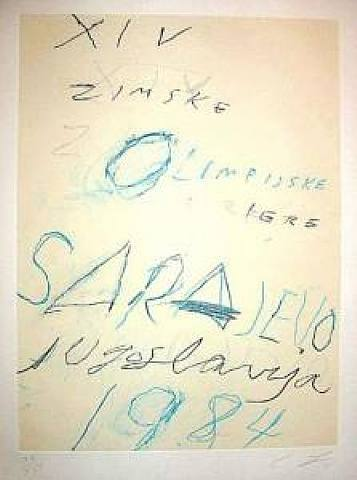 XIV
ZIMSKE
OLIMPIJSKE
IGRE
SARAJEVO
Jugoslavija
1984